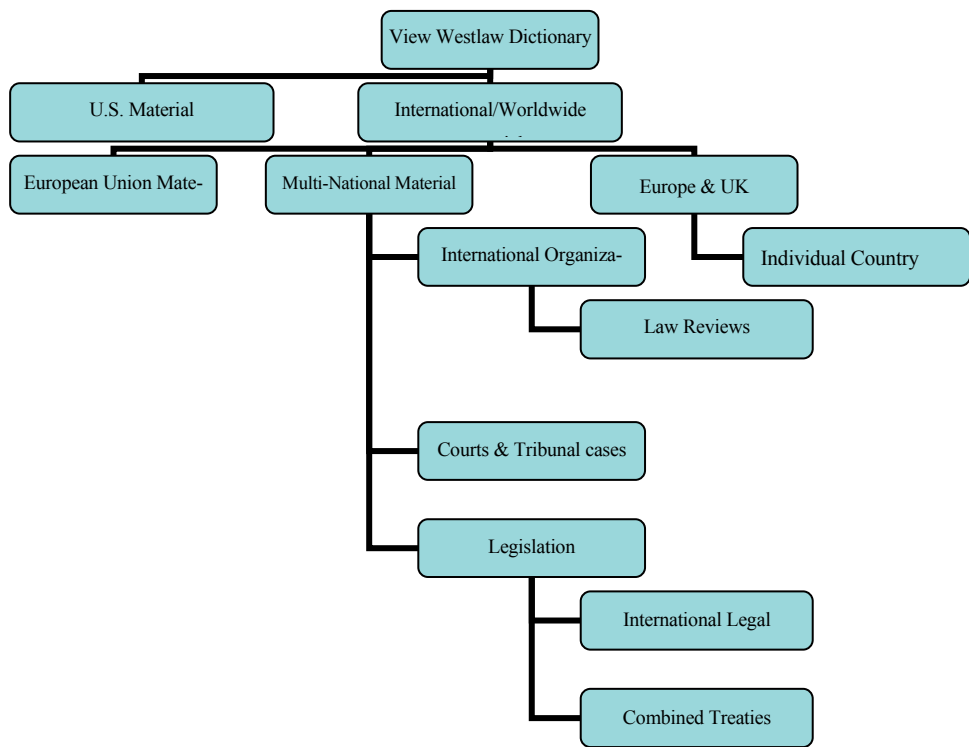 View Westlaw Dictionary
U.S. Material
International/Worldwide
European Union Mate-
Multi-National Material
Europe & UK
International Organiza-
Individual Country
Law Reviews
Courts & Tribunal cases
Legislation
International Legal
Combined Treaties